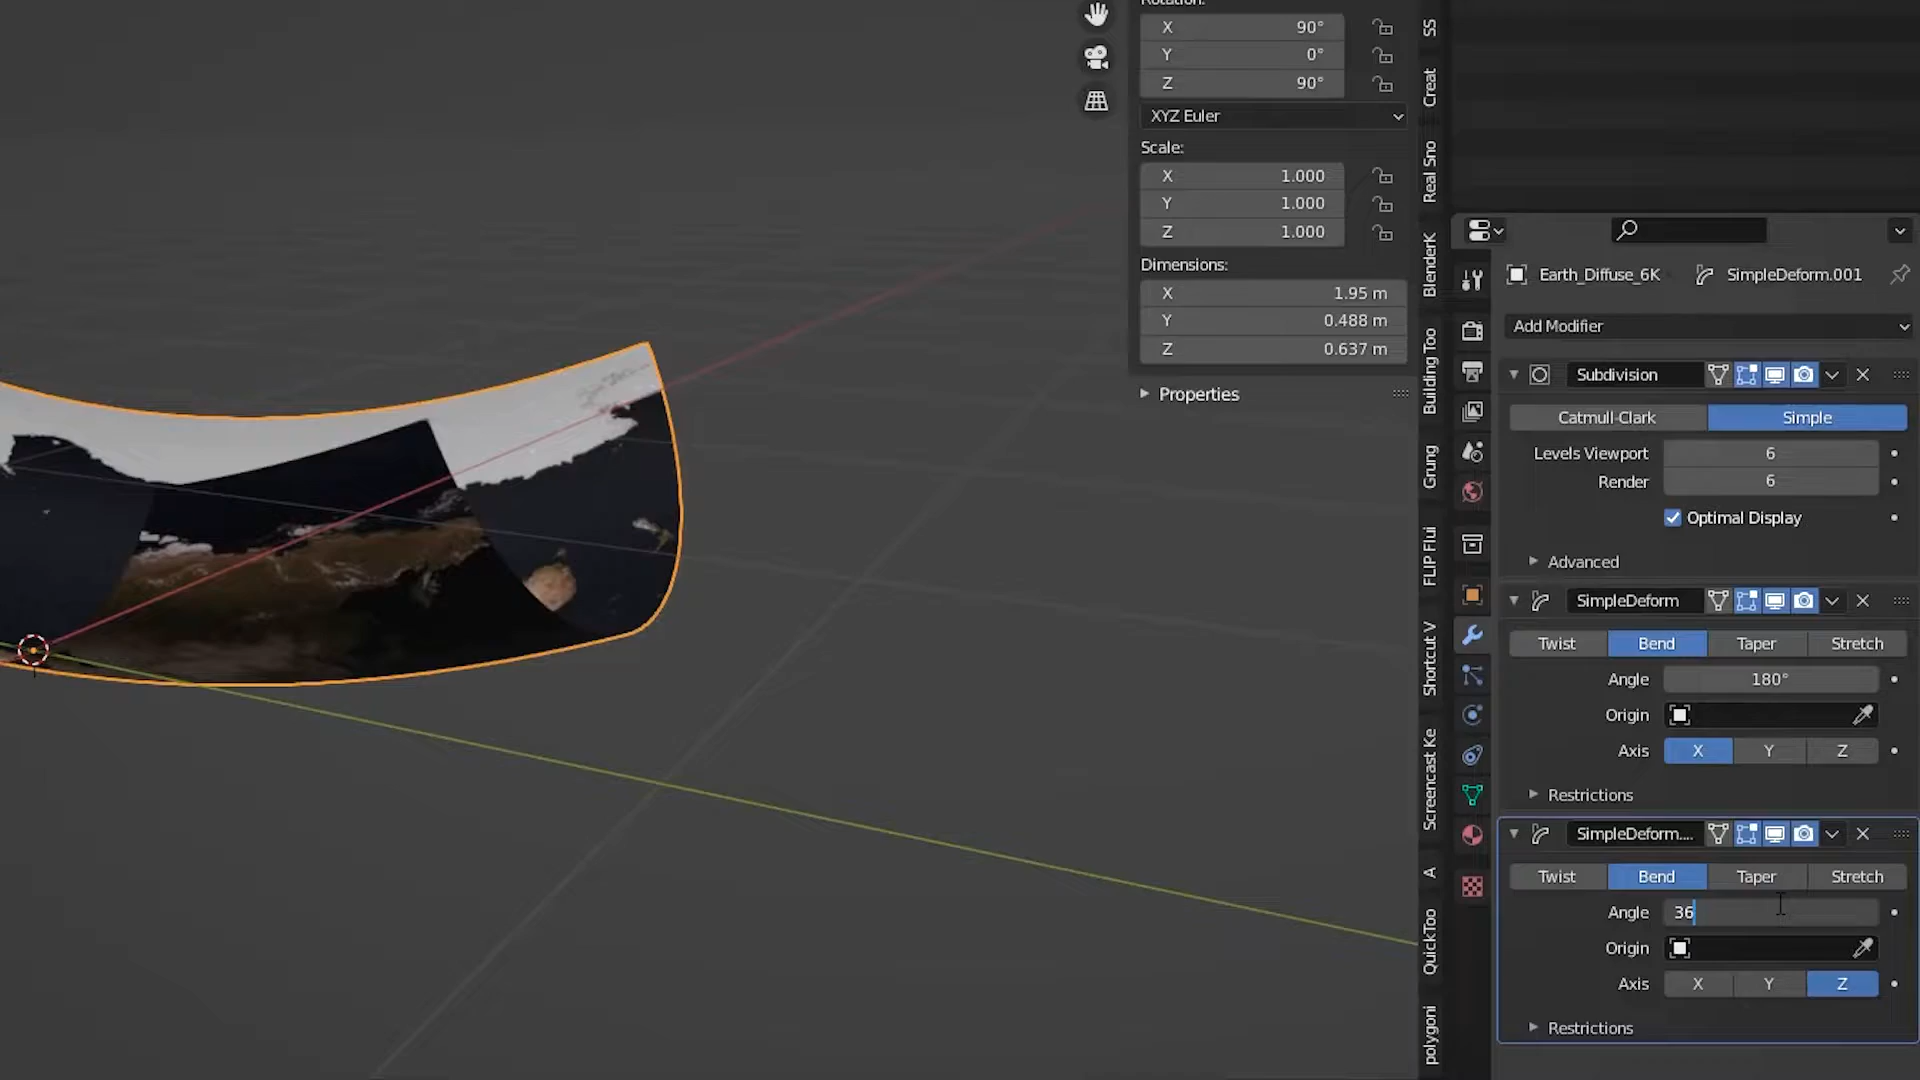 Rotation:
X 90°
Y 0°
Z 90°
XYZ Euler
Scale:
X 1.000
Y 1.000
Z 1.000
Dimensions:
X 1.95 m
Y 0.488 m
Z 0.637 m
Properties
SS
Creat
Real Sno
BlenderK
Building Too
Grung
FLIP Flui
Shortcut V
Screencast Ke
A
QuickToo
polygoni
Earth_Diffuse_6K SimpleDeform.001
Add Modifier
Subdivision
Catmull-Clark Simple
Levels Viewport 6
Render 6
Optimal Display
Advanced
SimpleDeform
Twist Bend Taper Stretch
Angle 180°
Origin
Axis X Y Z
Restrictions
SimpleDeform....
Twist Bend Taper Stretch
Angle 36
Origin
Axis X Y Z
Restrictions